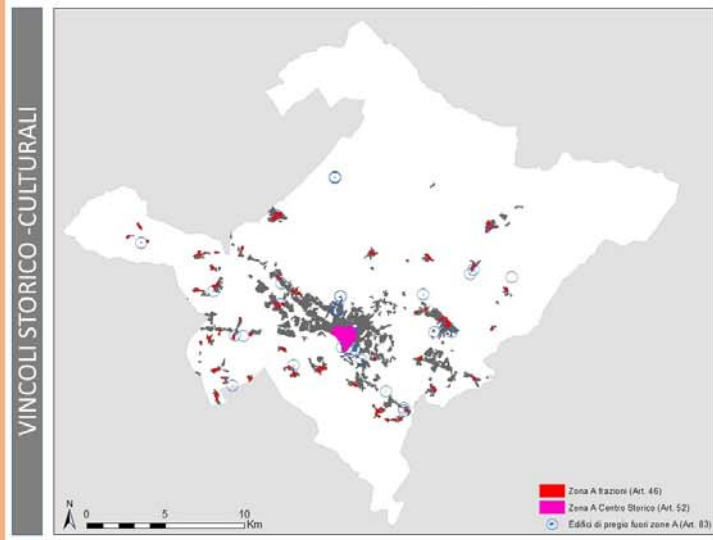 VINCOLI STORICO -CULTURALI
N
0 5 10
Km
Zona A frazioni (Art. 46)
Zona A Centro Storico (Art. 52)
Edifici di pregio fuori zone A (Art. 83)